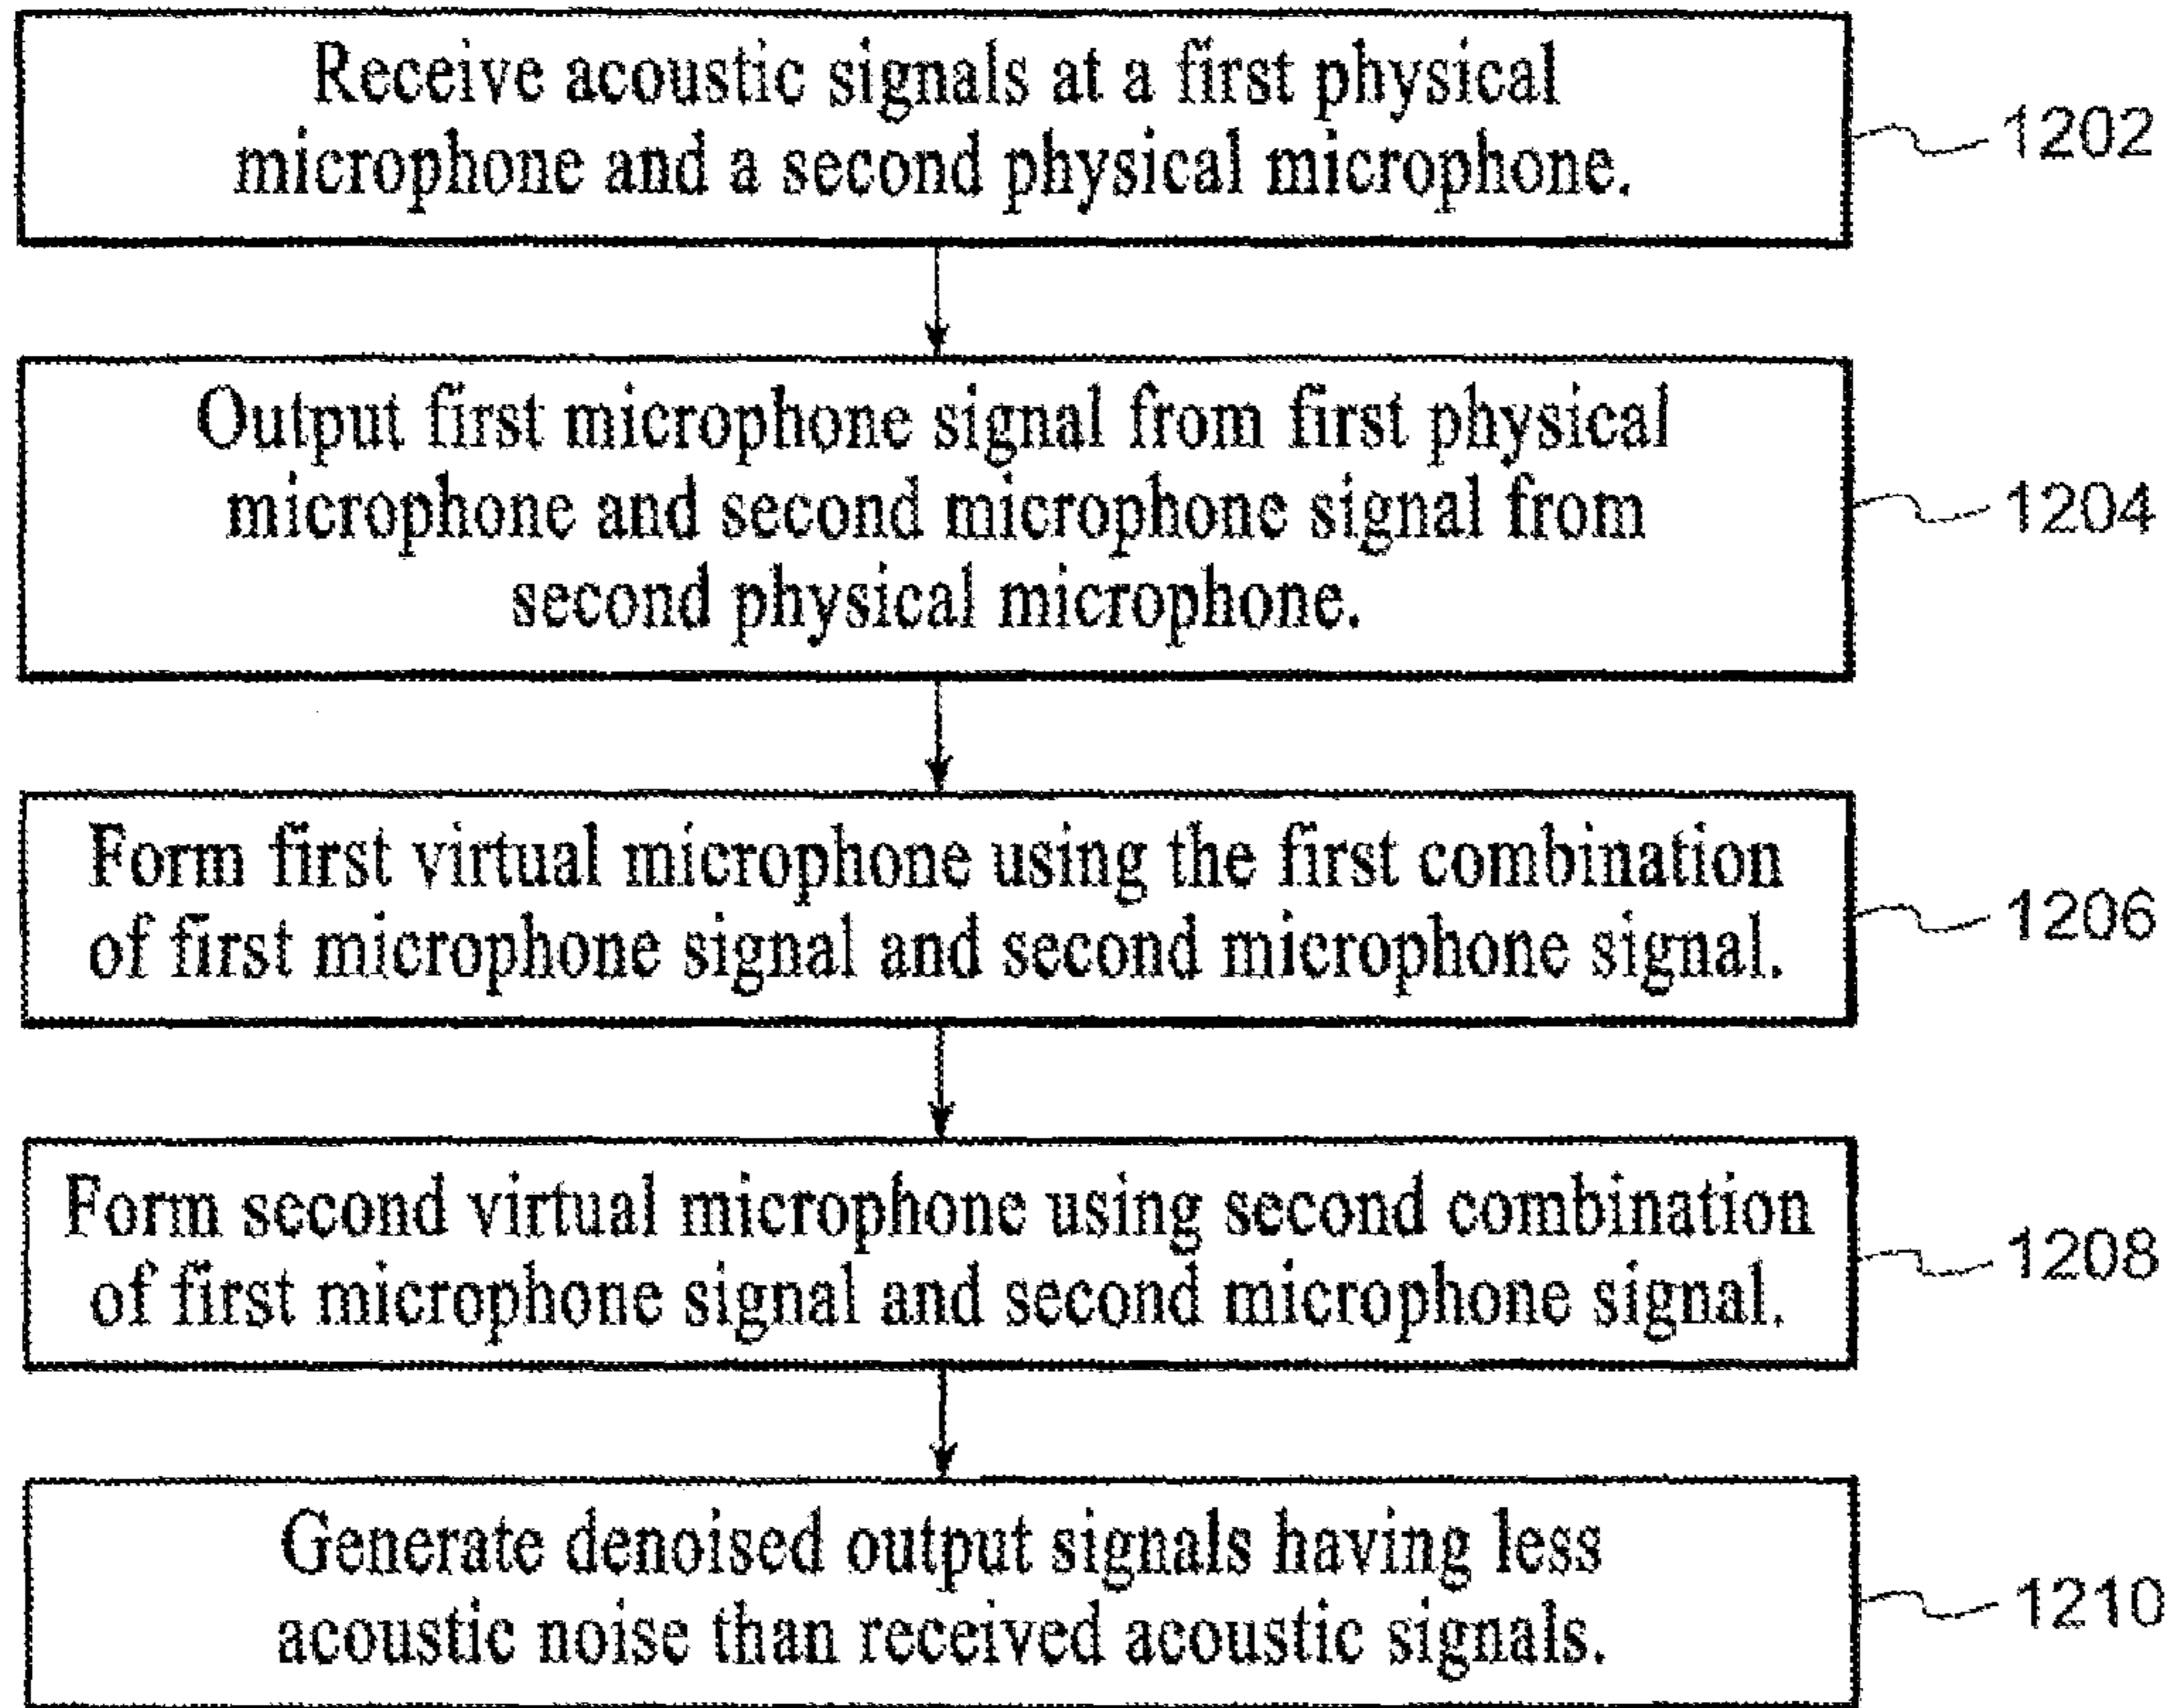 Receive acoustic signals at a first physical
microphone and a second physical microphone.
1202
Output first microphone signal from first physical
microphone and second microphone signal from
second physical microphone.
1204
Form first virtual microphone using the first combination
of first microphone signal and second microphone signal.
1206
Form second virtual microphone using second combination
of first microphone signal and second microphone signal.
1208
Generate denoised output signals having less
acoustic noise than received acoustic signals.
1210